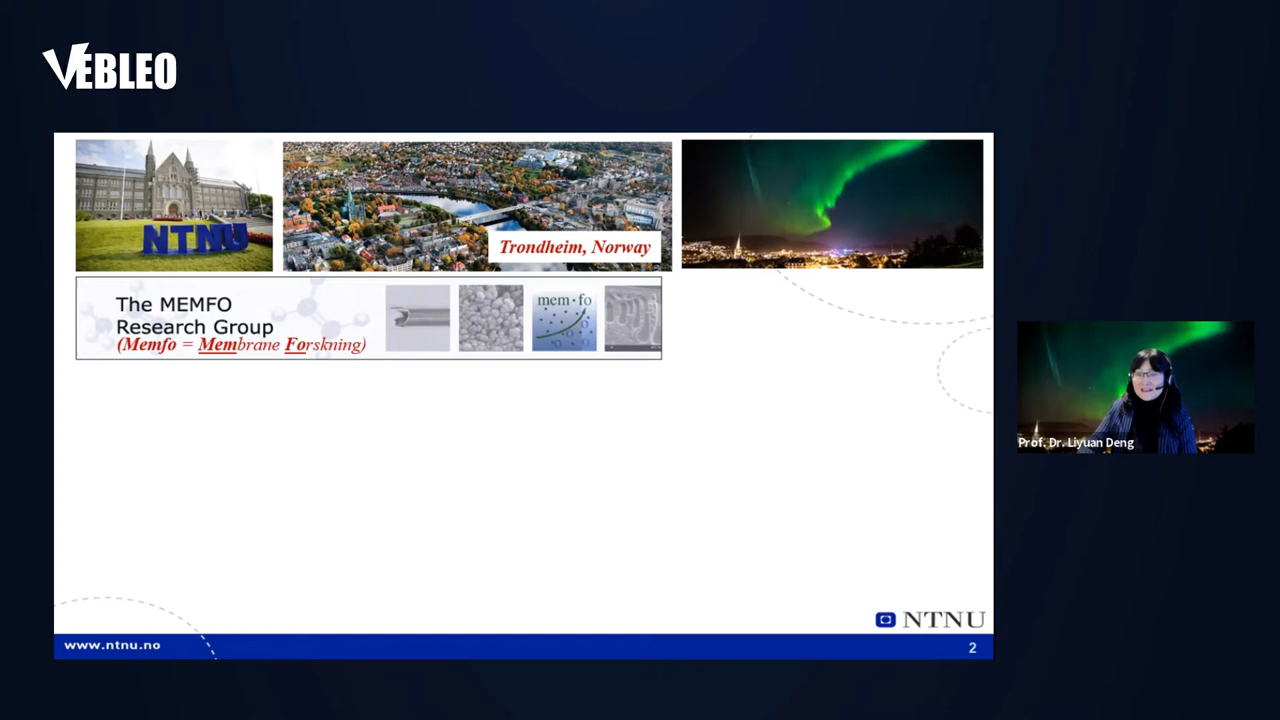 VEBLEO
NTNU
Trondheim, Norway
The MEMFO
Research Group
(Memfo = Membrane Forskning)
mem·fo
Prof. Dr. Liyuan Deng
NTNU
www.ntnu.no
2